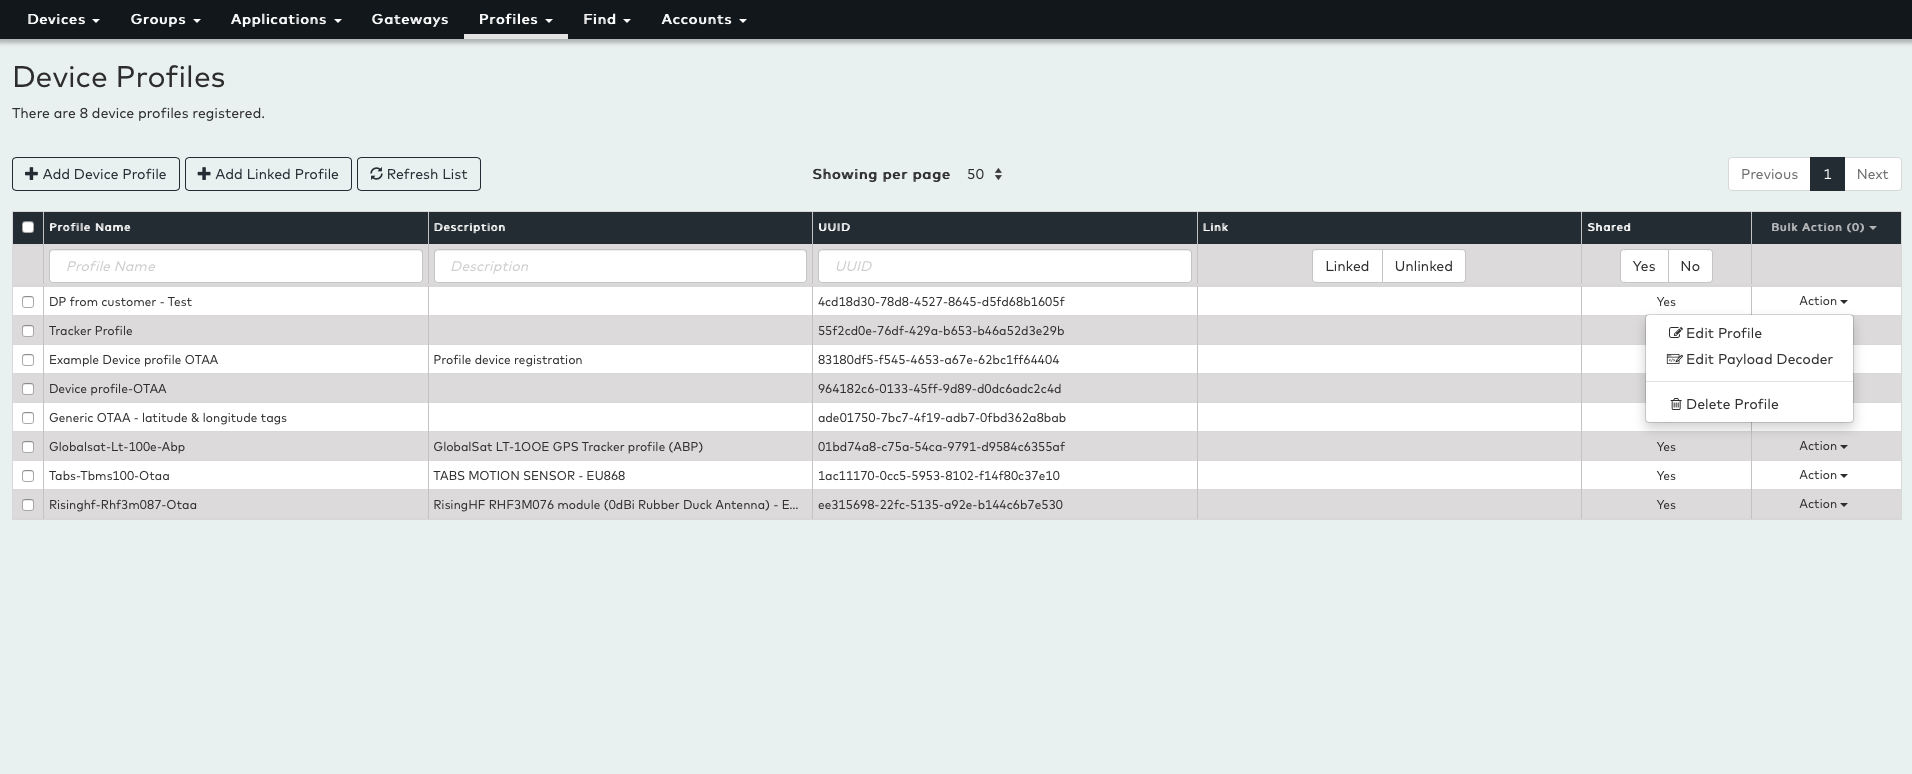 Devices Groups Applications Gateways Profiles Find Accounts
Device Profiles
There are 8 device profiles registered.
Add Device Profile Add Linked Profile Refresh List Showing per page 50 Previous 1 Next
Profile Name Description UUID Link Shared Bulk Action (0)
Profile Name Description UUID Linked Unlinked Yes No
DP from customer - Test 4cd18d30-78d8-4527-8645-d5fd68b1605f Yes Action
Tracker Profile 55f2cd0e-76df-429a-b653-b46a52d3e29b
Edit Profile
Example Device profile OTAA Profile device registration 83180df5-f545-4653-a67e-62bc1ff64404
Edit Payload Decoder
Device profile-OTAA 964182c6-0133-45ff-9d89-d0dc6adc2c4d
Delete Profile
Generic OTAA - latitude & longitude tags ade01750-7bc7-4f19-adb7-0fbd362a8bab
Globalsat-Lt-100e-Abp GlobalSat LT-1OOE GPS Tracker profile (ABP) 01bd74a8-c75a-54ca-9791-d9584c6355af Yes Action
Tabs-Tbms100-Otaa TABS MOTION SENSOR - EU868 1ac11170-0cc5-5953-8102-f14f80c37e10 Yes Action
Risinghf-Rhf3m087-Otaa RisingHF RHF3M076 module (0dBi Rubber Duck Antenna) - E... ee315698-22fc-5135-a92e-b144c6b7e530 Yes Action